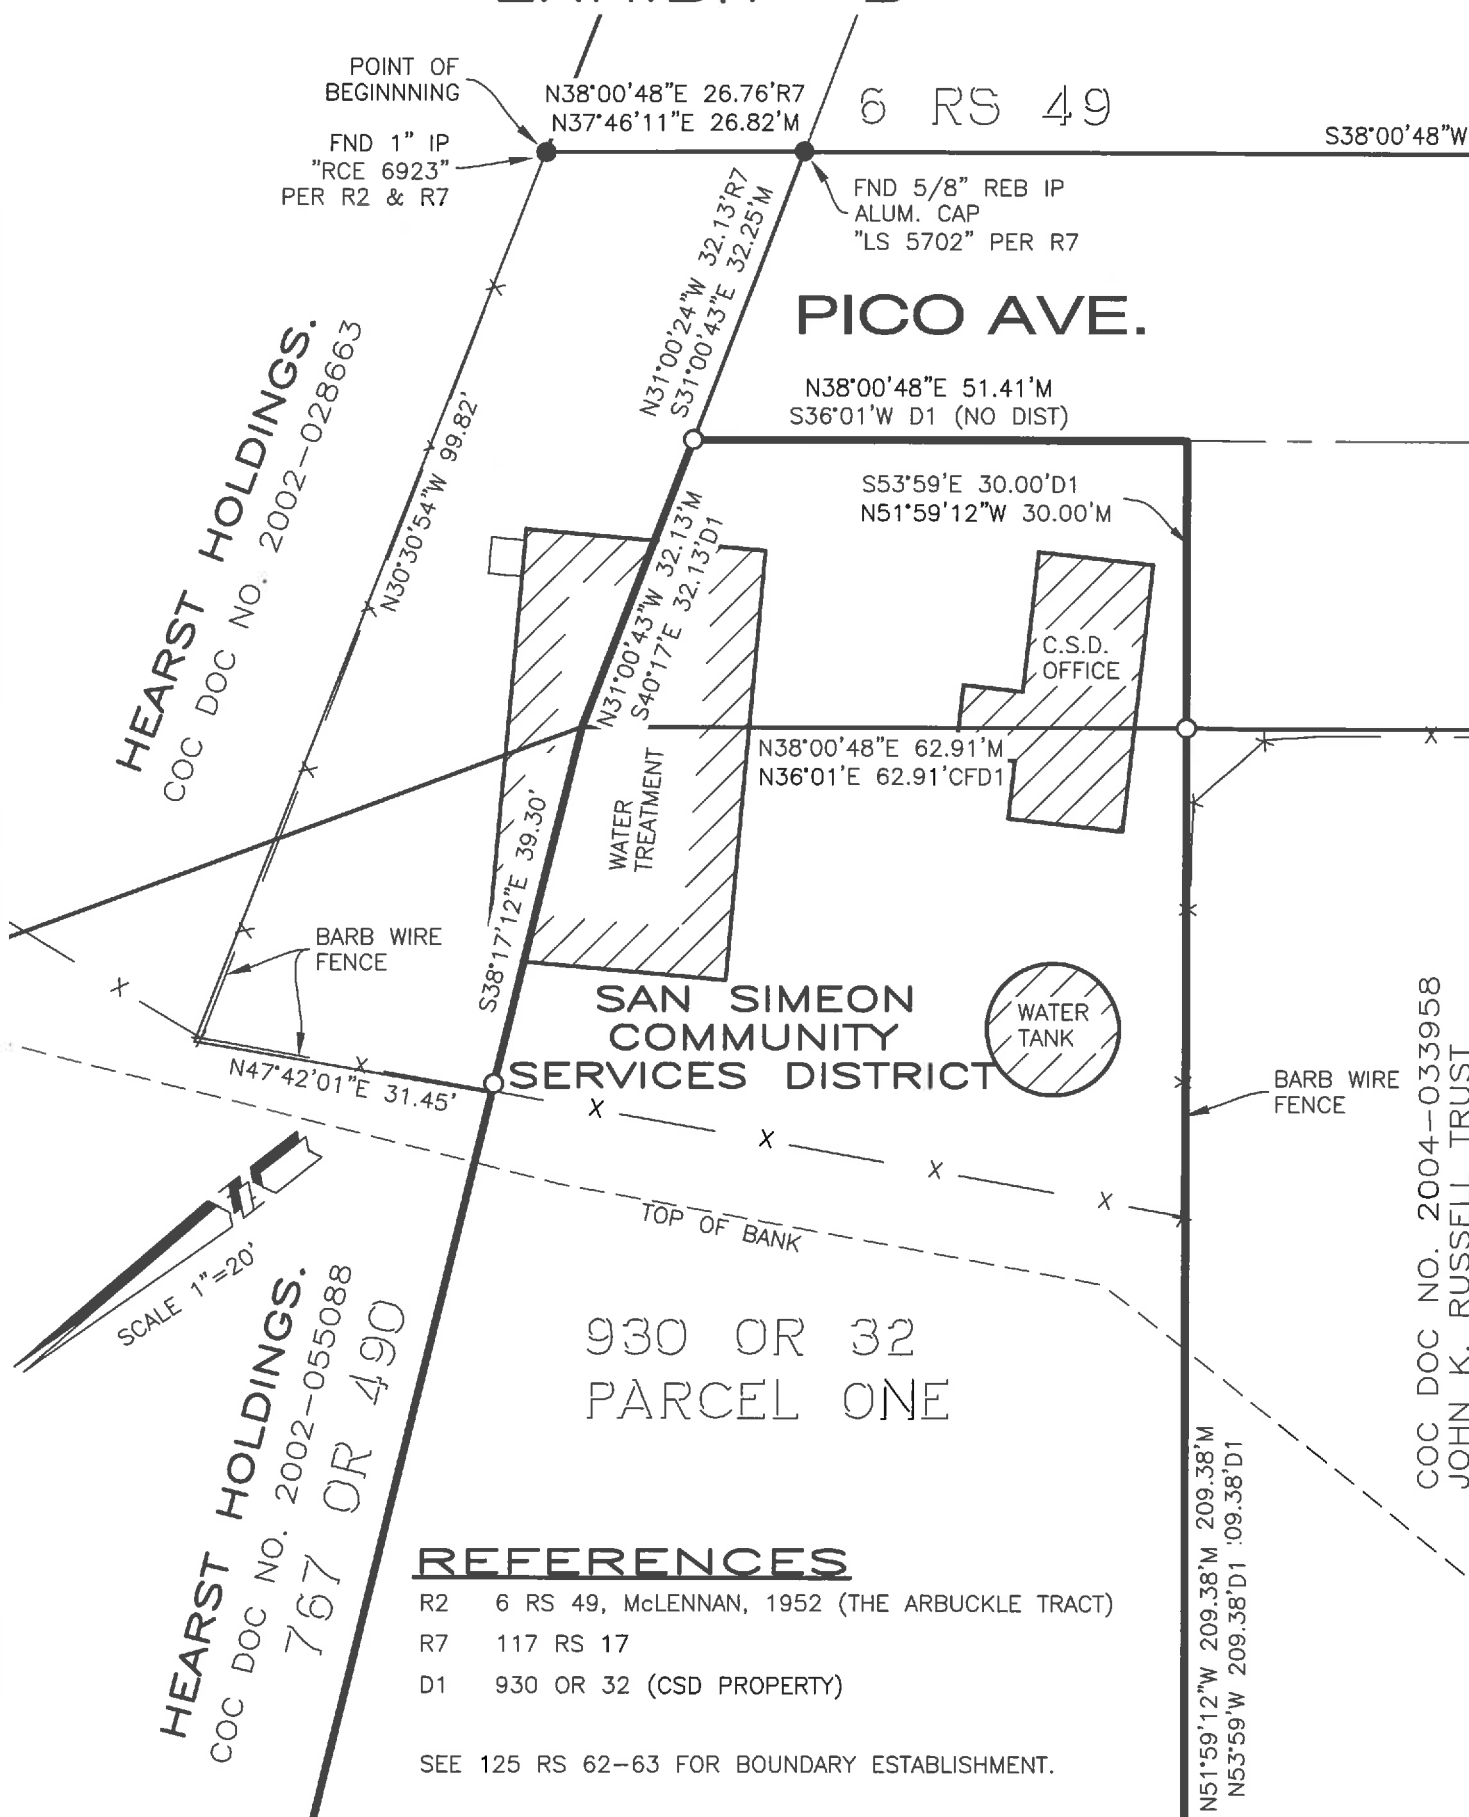 POINT OF
BEGINNNING
N38°00'48"E 26.76'R7
N37°46'11"E 26.82'M
6 RS 49
S38°00'48"W
FND 1" IP
"RCE 6923"
PER R2 & R7
FND 5/8" REB IP
ALUM. CAP
"LS 5702" PER R7
N31°00'24"W 32.13'R7
S31°00'43"E 32.25'M
PICO AVE.
N38°00'48"E 51.41'M
S36°01'W D1 (NO DIST)
HEARST HOLDINGS.
COC DOC NO. 2002-028663
N30°30'54"W 99.82'
S53°59'E 30.00'D1
N51°59'12"W 30.00'M
N31°00'43"W 32.13'M
S40°17'E 32.13'D1
C.S.D.
OFFICE
N38°00'48"E 62.91'M
N36°01'E 62.91'CFD1
WATER
TREATMENT
S38°17'12"E 39.30'
BARB WIRE
FENCE
SAN SIMEON
COMMUNITY
SERVICES DISTRICT
WATER
TANK
N47°42'01"E 31.45'
BARB WIRE
FENCE
COC DOC NO. 2004-033958
JOHN K. RUSSELL TRUST
TOP OF BANK
SCALE 1"=20'
HEARST HOLDINGS.
COC DOC NO. 2002-055088
767 OR 490
930 OR 32
PARCEL ONE
N51°59'12"W 209.38'M 209.38'M
N53°59'W 209.38'D1 :09.38'D1
REFERENCES
R2 6 RS 49, McLENNAN, 1952 (THE ARBUCKLE TRACT)
R7 117 RS 17
D1 930 OR 32 (CSD PROPERTY)
SEE 125 RS 62-63 FOR BOUNDARY ESTABLISHMENT.